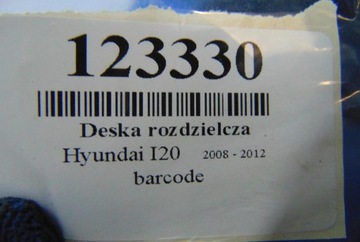 123330
Deska rozdzielcza
Hyundai I20 2008 - 2012
barcode